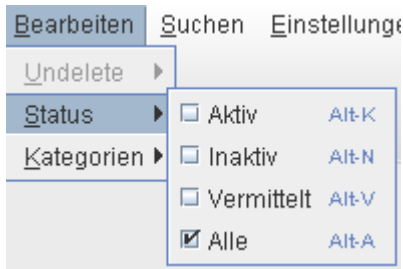 Bearbeiten Suchen Einstellunge
Undelete
Status Aktiv Alt-K
Kategorien Inaktiv Alt-N
Vermittelt Alt-V
Alle Alt-A